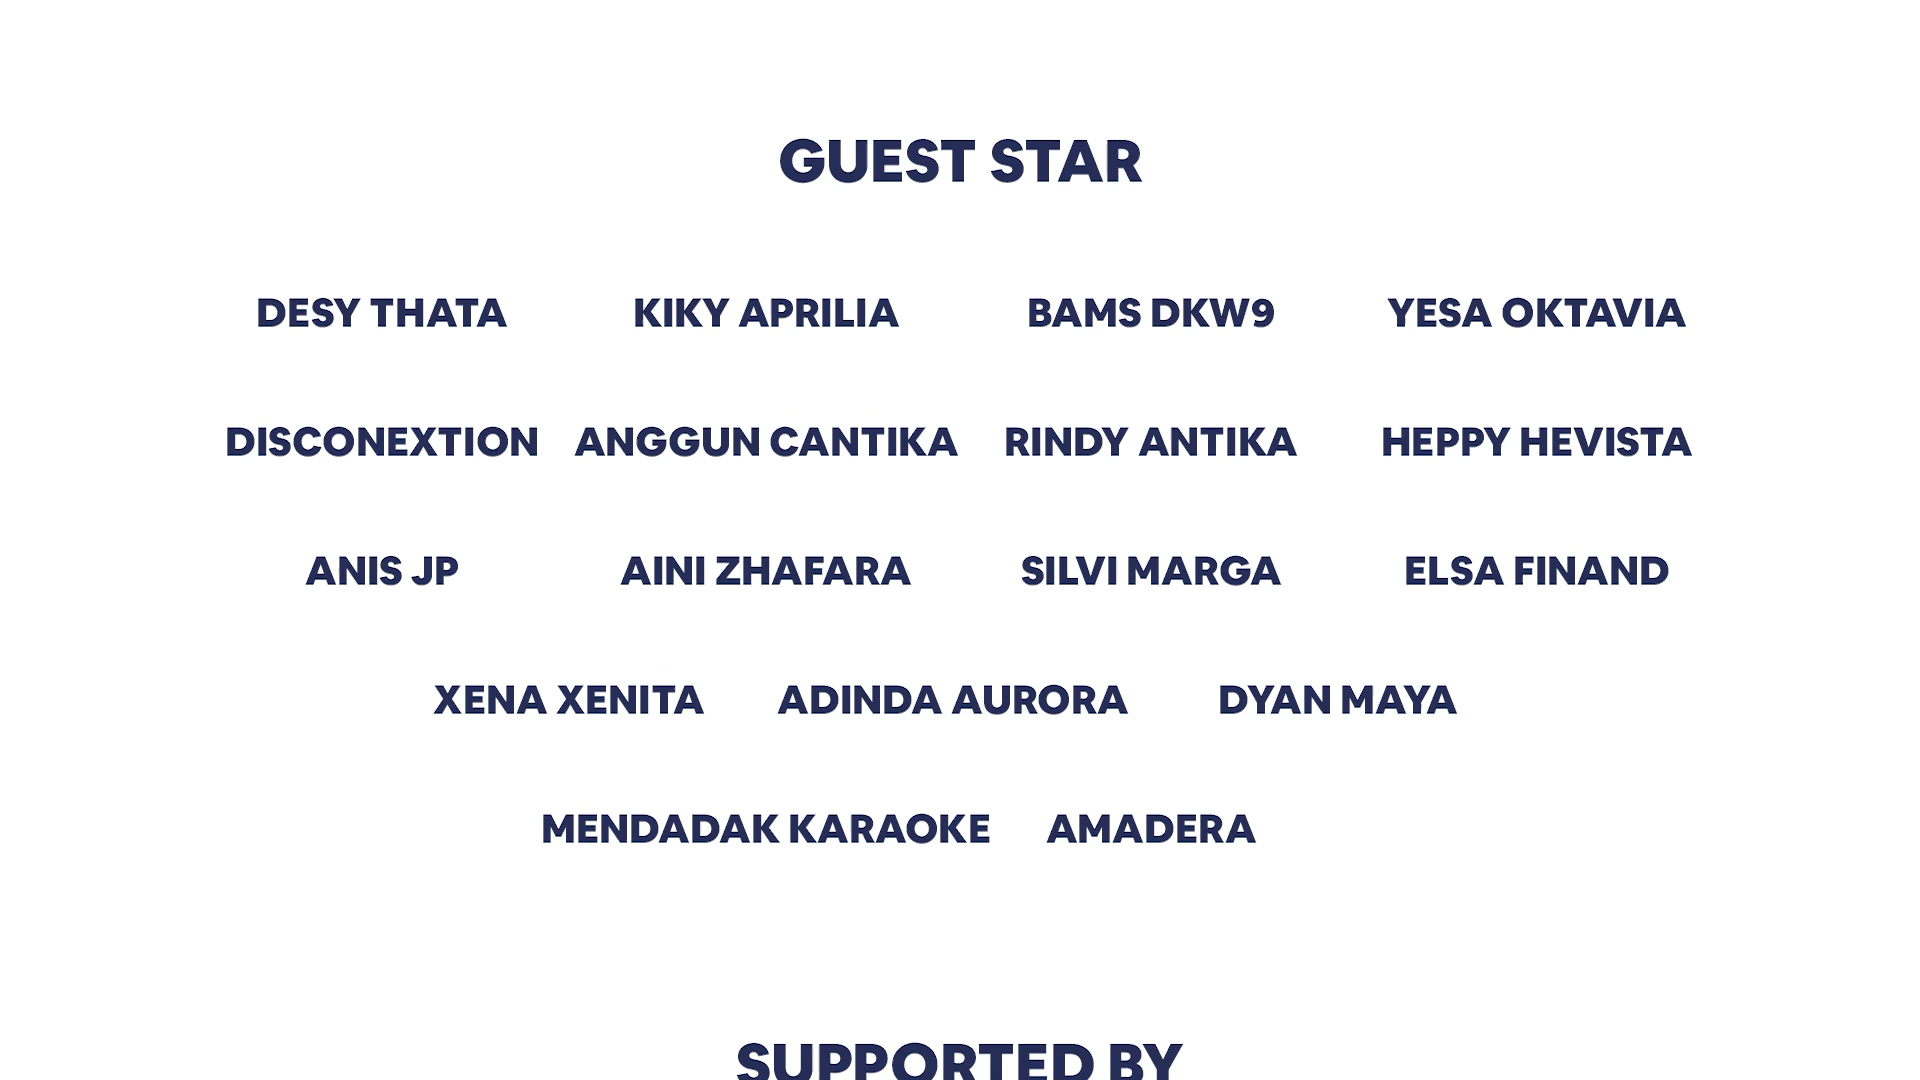 GUEST STAR
DESY THATA KIKY APRILIA BAMS DKW9 YESA OKTAVIA
DISCONEXTION ANGGUN CANTIKA RINDY ANTIKA HEPPY HEVISTA
ANIS JP AINI ZHAFARA SILVI MARGA ELSA FINAND
XENA XENITA ADINDA AURORA DYAN MAYA
MENDADAK KARAOKE AMADERA
SUPPORTED BY